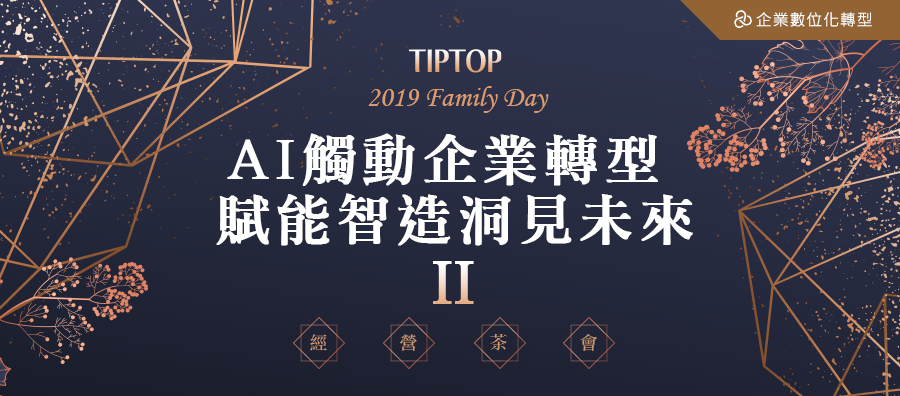 企業數位化轉型
TIPTOP
2019 Family Day
AI觸動企業轉型
賦能智造洞見未來
II
經營茶會